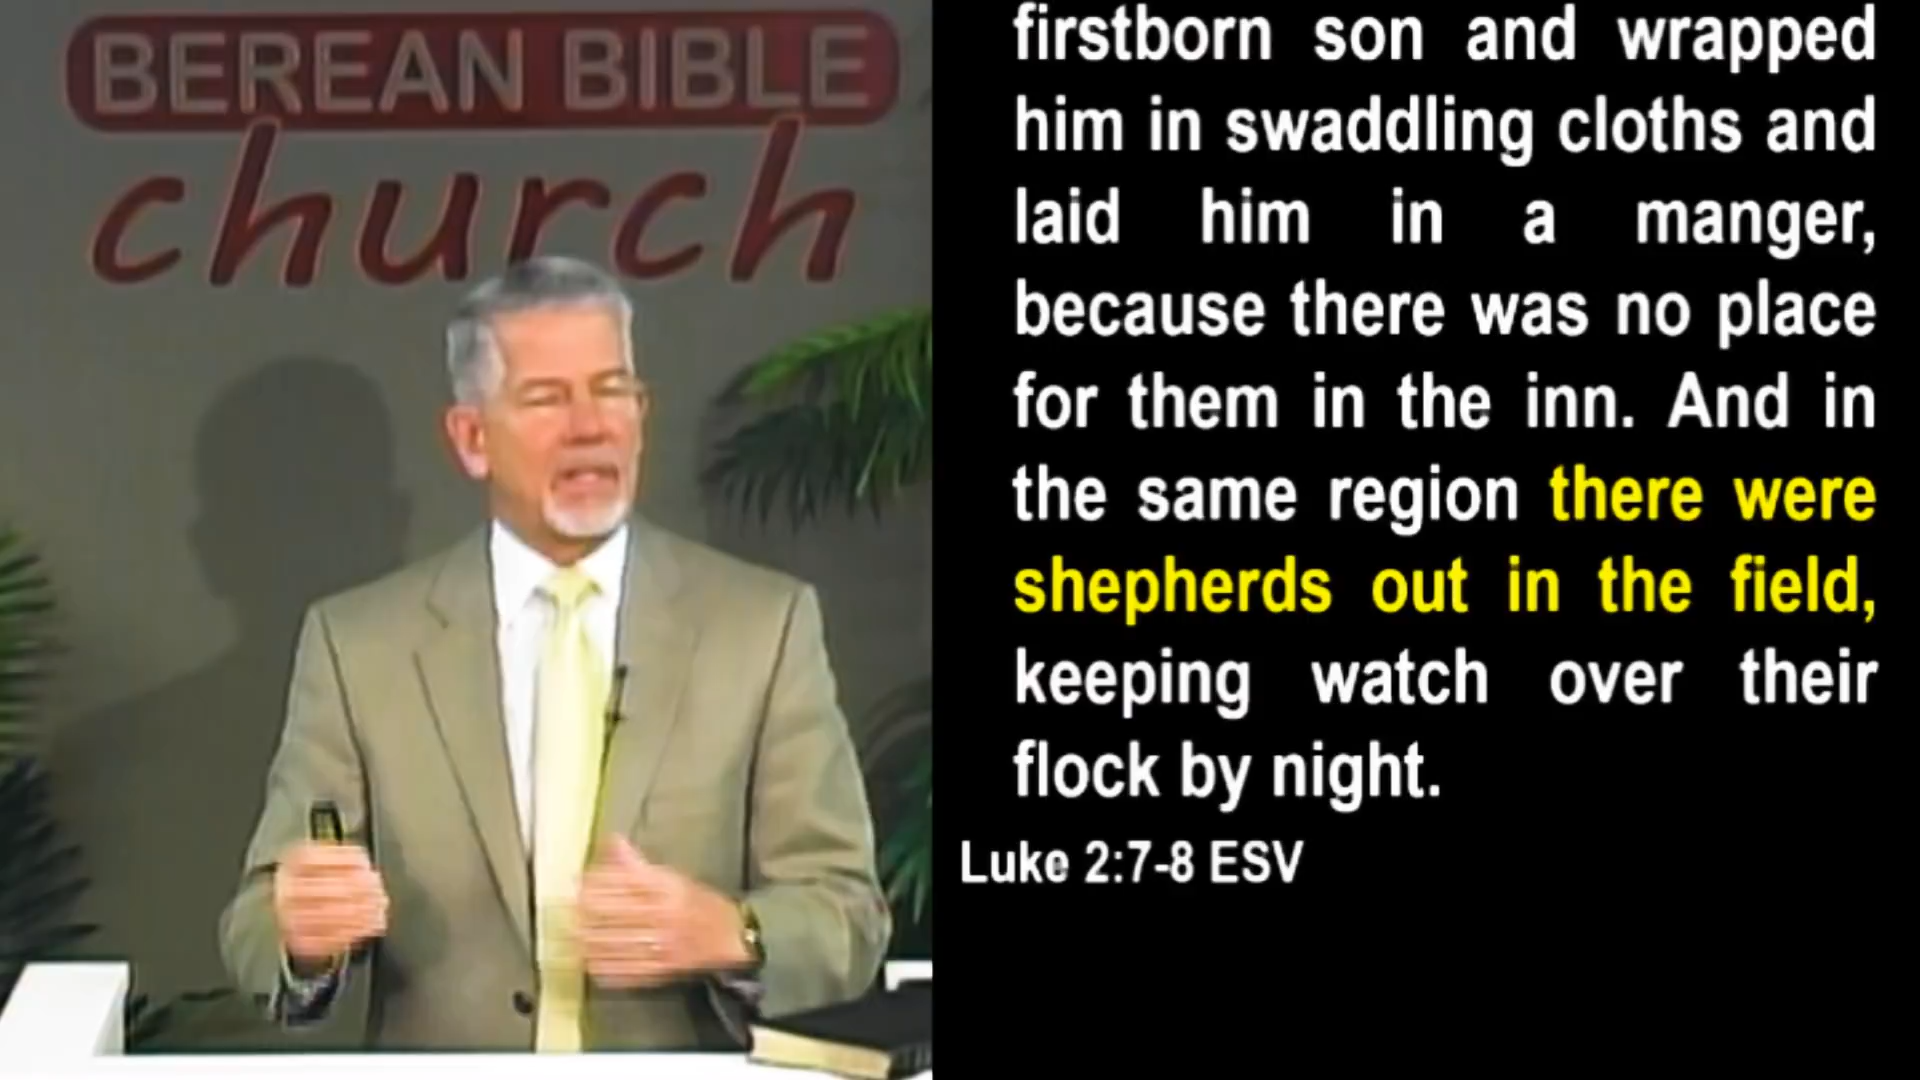 BEREAN BIBLE
church
firstborn son and wrapped
him in swaddling cloths and
laid him in a manger,
because there was no place
for them in the inn. And in
the same region there were
shepherds out in the field,
keeping watch over their
flock by night.
Luke 2:7-8 ESV